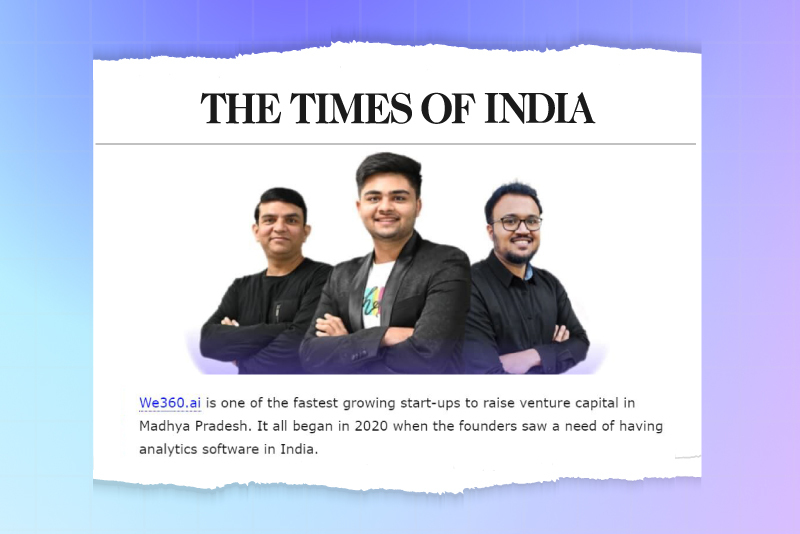 THE TIMES OF INDIA
We360.ai is one of the fastest growing start-ups to raise venture capital in
Madhya Pradesh. It all began in 2020 when the founders saw a need of having
analytics software in India.